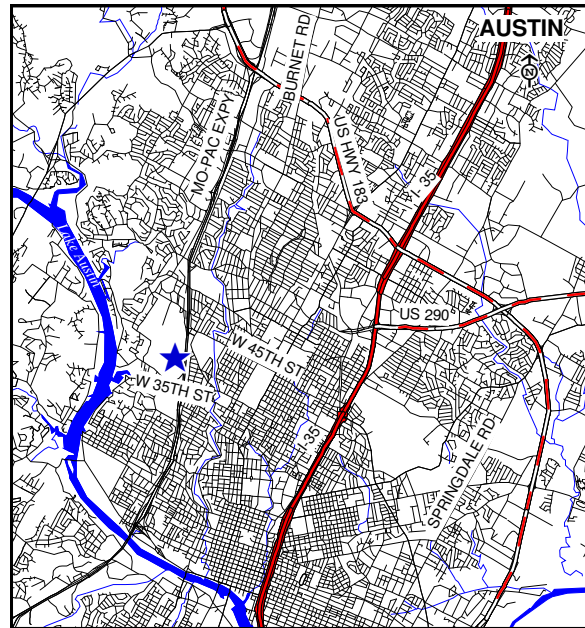 AUSTIN
N
BURNET RD
MO-PAC EXPY
US HWY 183
I- 35
Lake Austin
US 290
W 45TH ST
W 35TH ST
I-35
SPRINGDALE RD